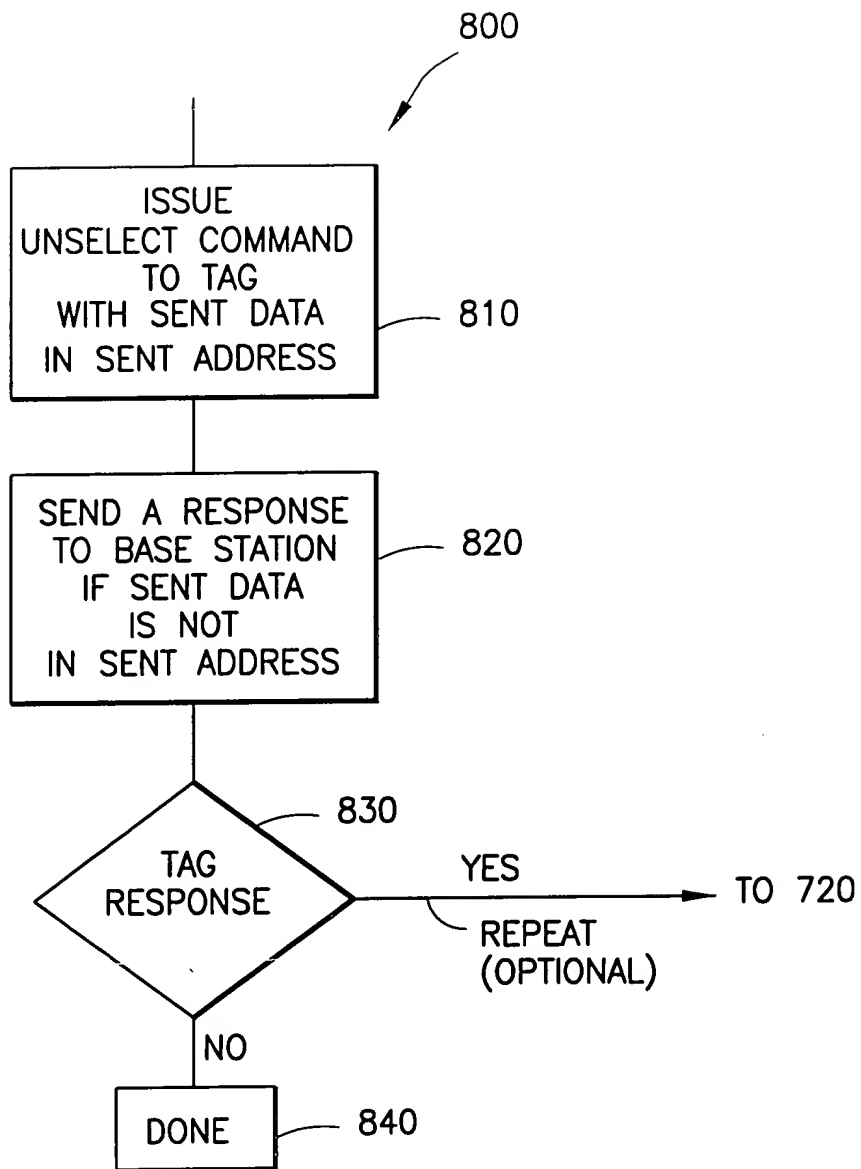 800
ISSUE
UNSELECT COMMAND
TO TAG
WITH SENT DATA
IN SENT ADDRESS
810
SEND A RESPONSE
TO BASE STATION
IF SENT DATA
IS NOT
IN SENT ADDRESS
820
830
TAG
RESPONSE
YES
TO 720
REPEAT
(OPTIONAL)
NO
DONE
840